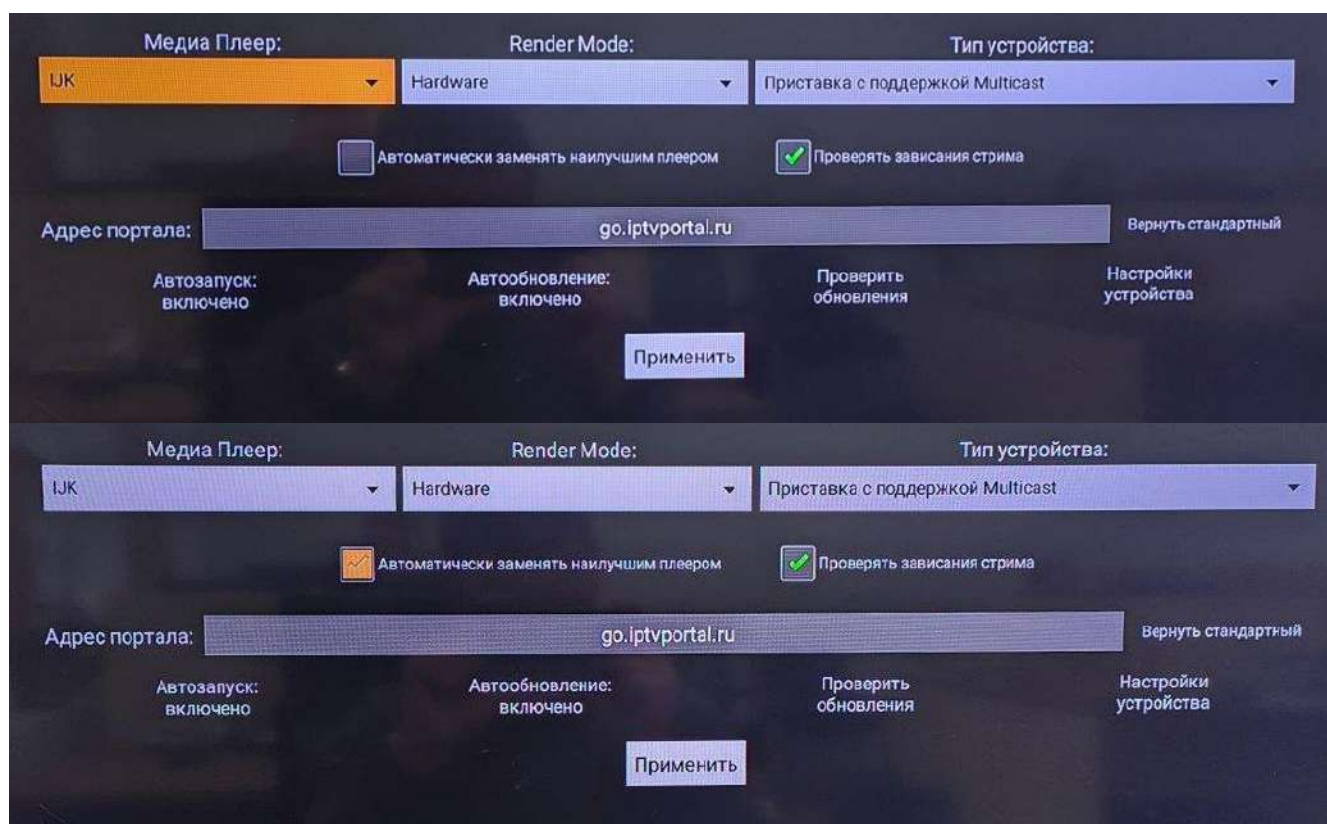 Медиа Плеер:
Render Mode:
Тип устройства:
IJK
Hardware
Приставка с поддержкой Multicast
Автоматически заменять наилучшим плеером
Проверять зависания стрима
Адрес портала:
go.iptvportal.ru
Вернуть стандартный
Автозапуск:
включено
Автообновление:
включено
Проверить
обновления
Настройки
устройства
Применить
Медиа Плеер:
Render Mode:
Тип устройства:
IJK
Hardware
Приставка с поддержкой Multicast
Автоматически заменять наилучшим плеером
Проверять зависания стрима
Адрес портала:
go.iptvportal.ru
Вернуть стандартный
Автозапуск:
включено
Автообновление:
включено
Проверить
обновления
Настройки
устройства
Применить